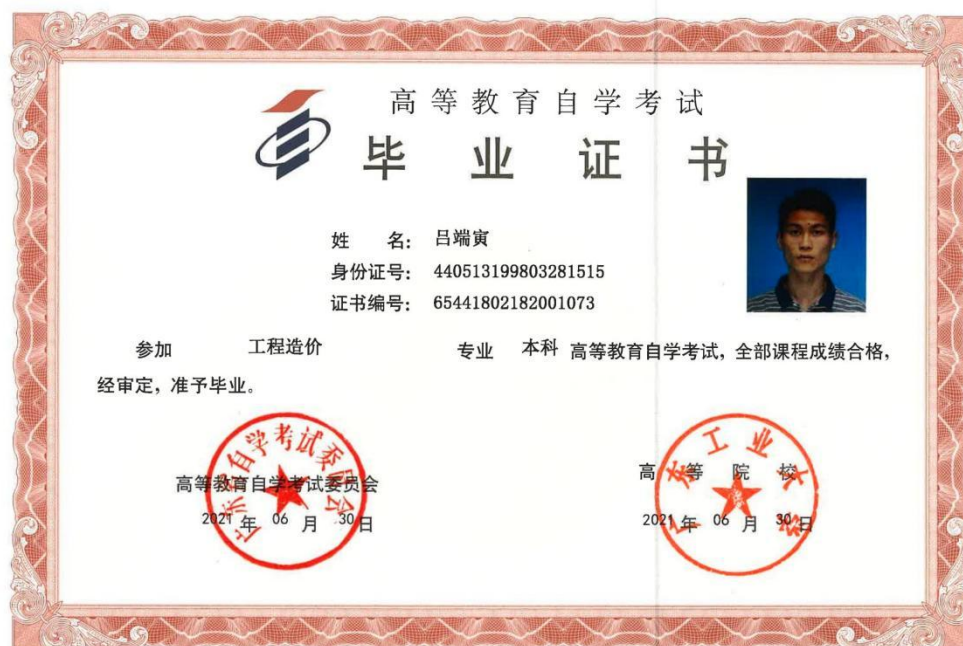 高等教育自学考试
毕业证书
姓 名： 吕端寅
身份证号： 440513199803281515
证书编号： 65441802182001073
参加 工程造价 专业 本科 高等教育自学考试，全部课程成绩合格，
经审定，准予毕业。
广东省自学考试委员会
高等教育自学考试委员会
2021 年 06 月 30 日
广东工业大学
高等院校
2021 年 06 月 30 日